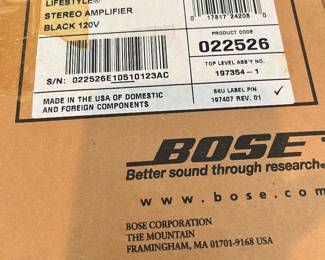 LIFESTYLE®
STEREO AMPLIFIER
BLACK 120V
0 17817 24208 0
PRODUCT CODE
022526
S/N: 022526E10510123AC
TOP LEVEL ASS'Y NO.
197354-1
MADE IN THE USA OF DOMESTIC
AND FOREIGN COMPONENTS
SKU LABEL P/N
197407 REV. 01
BOSE
Better sound through research
www.bose.com
BOSE CORPORATION
THE MOUNTAIN
FRAMINGHAM, MA 01701-9168 USA